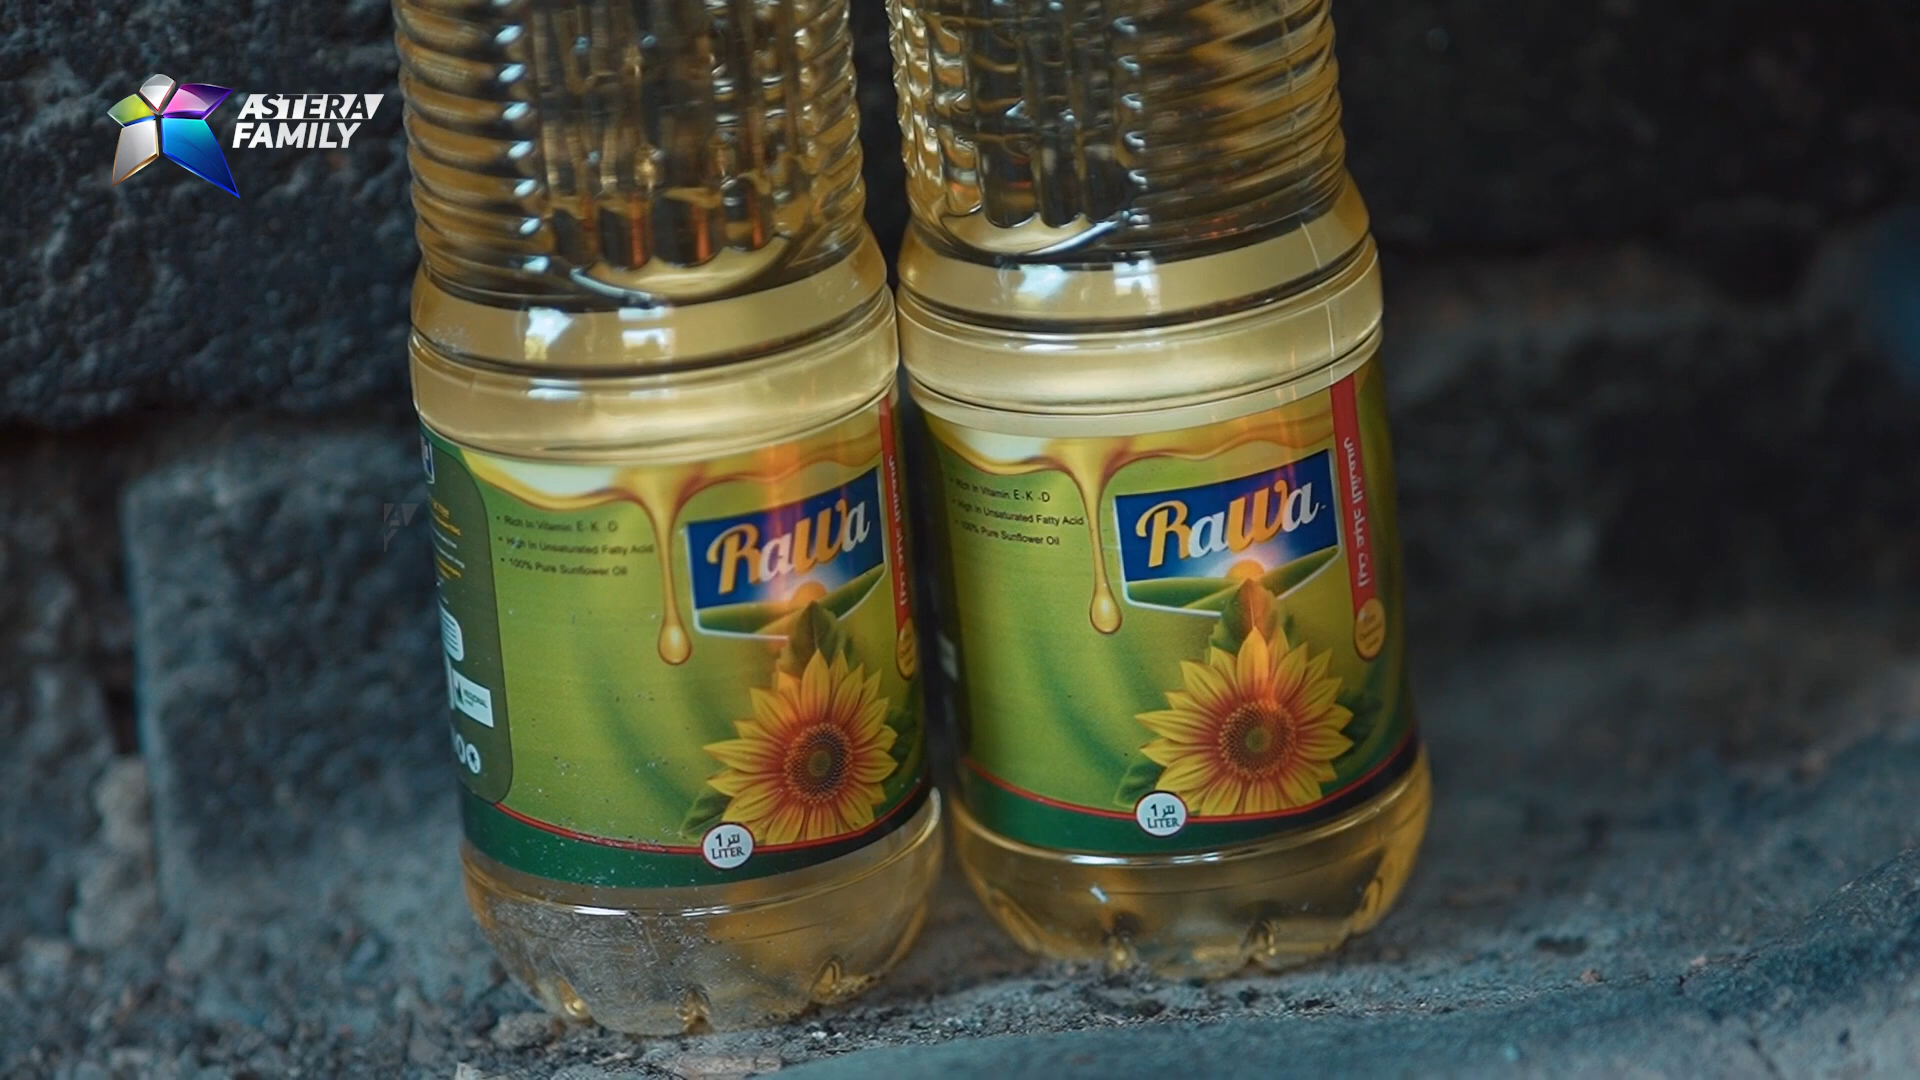 ASTERA
FAMILY
Rich In Vitamin E - K - D
High In Unsaturated Fatty Acid
100% Pure Sunflower Oil
Rawa
1 لتر
LITER
Rich In Vitamin E - K - D
High In Unsaturated Fatty Acid
100% Pure Sunflower Oil
Rawa
1 لتر
LITER